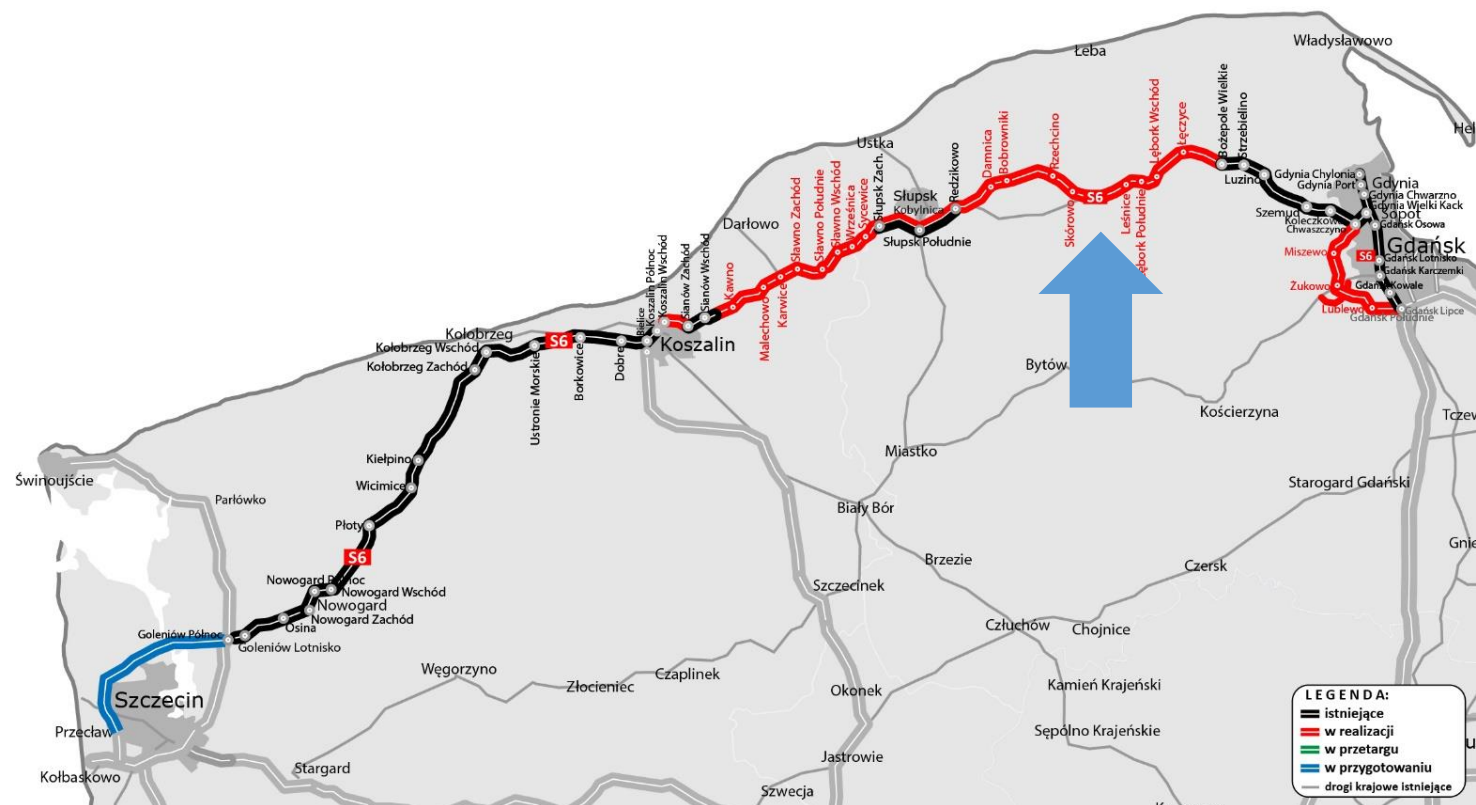 Władysławowo
Łeba
Hel
Ustka
Damnica
Bobrowniki
Rzechcino
Skórowo
S6
Leśnice
Lębork Południe
Lębork Wschód
Łęczyce
Bożepole Wielkie
Strzebielino
Luzino
Szemud
Koleczkowo
Chwaszczyno
Gdynia Chylonia
Gdynia Port
Gdynia
Gdynia Chwarzno
Gdynia Wielki Kack
Sopot
Gdańsk Osowa
Gdańsk
S6
Gdańsk Lotnisko
Gdańsk Karczemki
Gdańsk Kowale
Gdańsk Lipce
Gdańsk Południe
Miszewo
Żukowo
Lublewo
Słupsk
Kobylnica
Redzikowo
Słupsk Południe
Słupsk Zach.
Sycewice
Wrześnica
Sławno Wschód
Sławno Południe
Sławno Zachód
Karwice
Malechowo
Kawno
Darłowo
Sianów Wschód
Sianów Zachód
Koszalin Wschód
Koszalin Północ
Bielice
Koszalin
Dobre
Borkowice
S6
Ustronie Morskie
Kołobrzeg
Kołobrzeg Wschód
Kołobrzeg Zachód
Kiełpino
Wicimice
Płoty
S6
Nowogard Północ
Nowogard Wschód
Nowogard
Nowogard Zachód
Osina
Goleniów Północ
Goleniów Lotnisko
Świnoujście
Parłówko
Szczecin
Przecław
Kołbaskowo
Stargard
Węgorzyno
Złocieniec
Czaplinek
Szczecinek
Okonek
Jastrowie
Szwecja
Bytów
Miastko
Biały Bór
Brzezie
Kościerzyna
Starogard Gdański
Czersk
Człuchów
Chojnice
Kamień Krajeński
Sępólno Krajeńskie
Tczew
Gnie
LEGENDA:
istniejące
w realizacji
w przetargu
w przygotowaniu
drogi krajowe istniejące